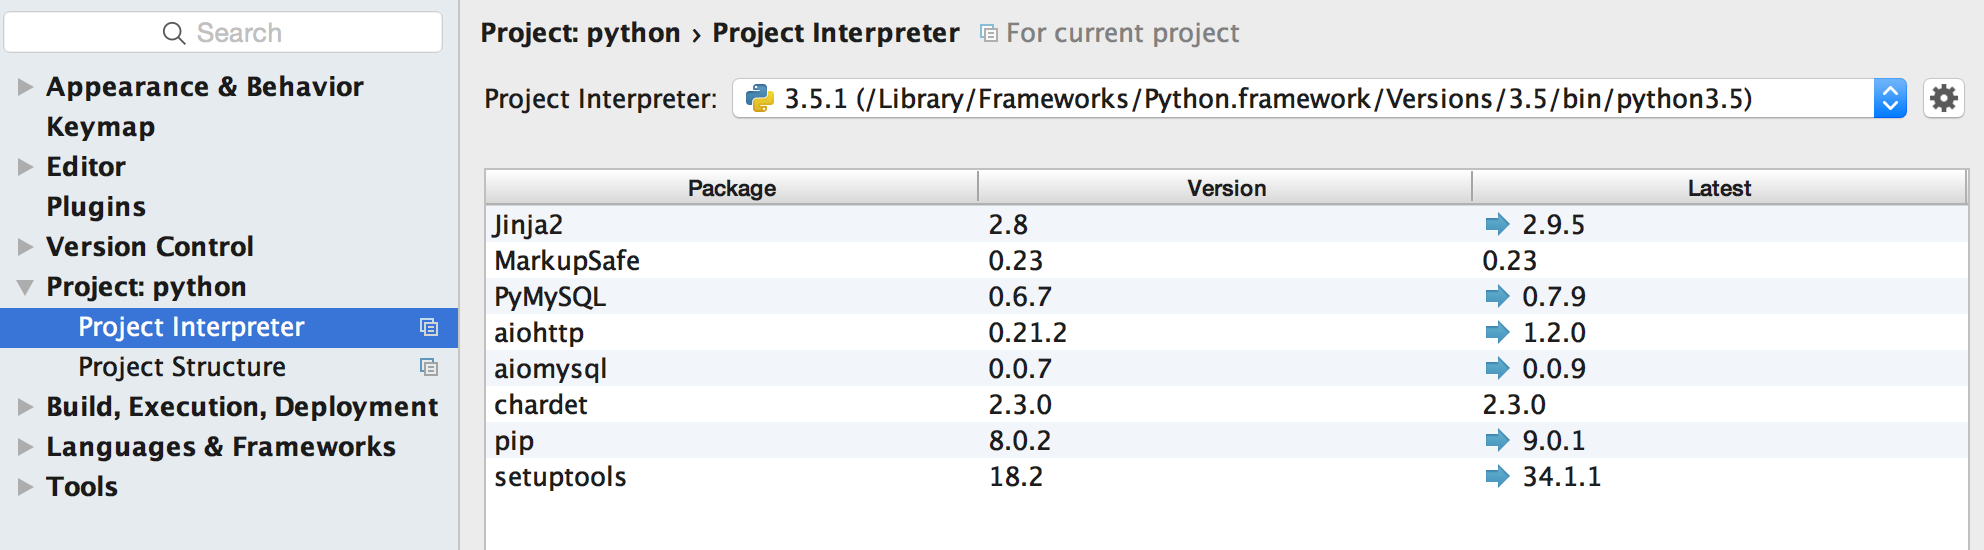 Search
Appearance & Behavior
Keymap
Editor
Plugins
Version Control
Project: python
Project Interpreter
Project Structure
Build, Execution, Deployment
Languages & Frameworks
Tools
Project: python › Project Interpreter For current project
Project Interpreter: 3.5.1 (/Library/Frameworks/Python.framework/Versions/3.5/bin/python3.5)
Package Version Latest
Jinja2 2.8 2.9.5
MarkupSafe 0.23 0.23
PyMySQL 0.6.7 0.7.9
aiohttp 0.21.2 1.2.0
aiomysql 0.0.7 0.0.9
chardet 2.3.0 2.3.0
pip 8.0.2 9.0.1
setuptools 18.2 34.1.1